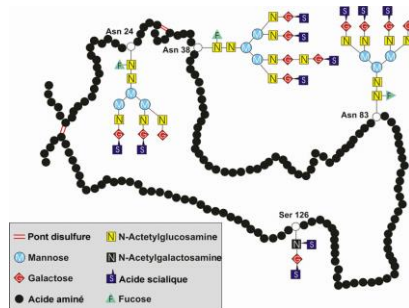 Asn 24
Asn 38
Asn 83
Ser 126
Pont disulfure
N-Actetylglucosamine
Mannose
N-Acetylgalactosamine
Galactose
Acide scialique
Acide aminé
Fucose